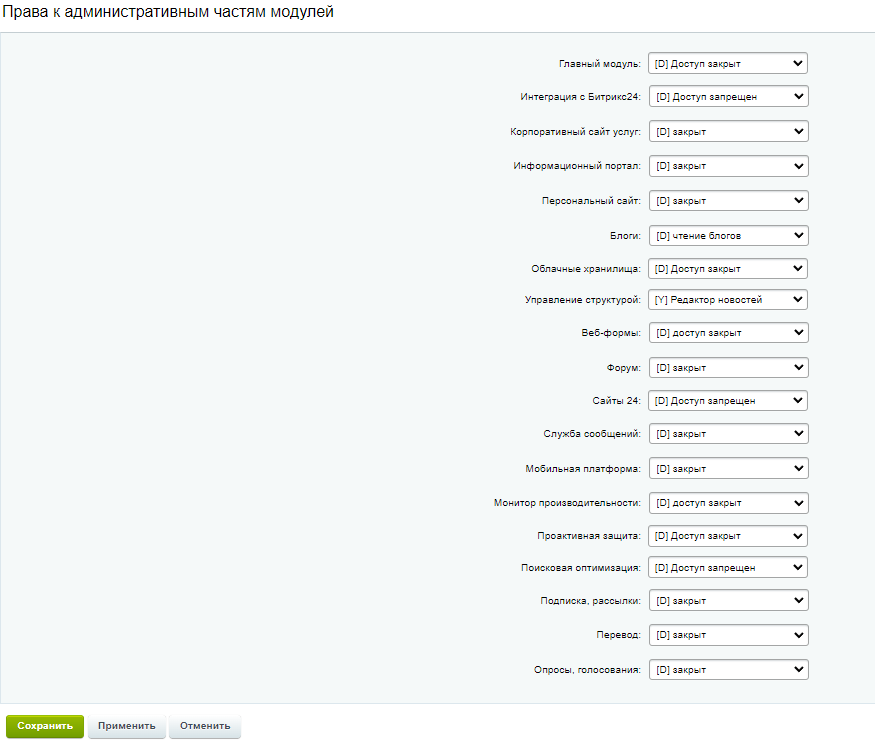 Права к административным частям модулей
Главный модуль: [D] Доступ закрыт
Интеграция с Битрикс24: [D] Доступ запрещен
Корпоративный сайт услуг: [D] закрыт
Информационный портал: [D] закрыт
Персональный сайт: [D] закрыт
Блоги: [D] чтение блогов
Облачные хранилища: [D] Доступ закрыт
Управление структурой: [Y] Редактор новостей
Веб-формы: [D] доступ закрыт
Форум: [D] закрыт
Сайты 24: [D] Доступ запрещен
Служба сообщений: [D] закрыт
Мобильная платформа: [D] закрыт
Монитор производительности: [D] доступ закрыт
Проактивная защита: [D] Доступ закрыт
Поисковая оптимизация: [D] Доступ запрещен
Подписка, рассылки: [D] закрыт
Перевод: [D] закрыт
Опросы, голосования: [D] закрыт
Сохранить Применить Отменить